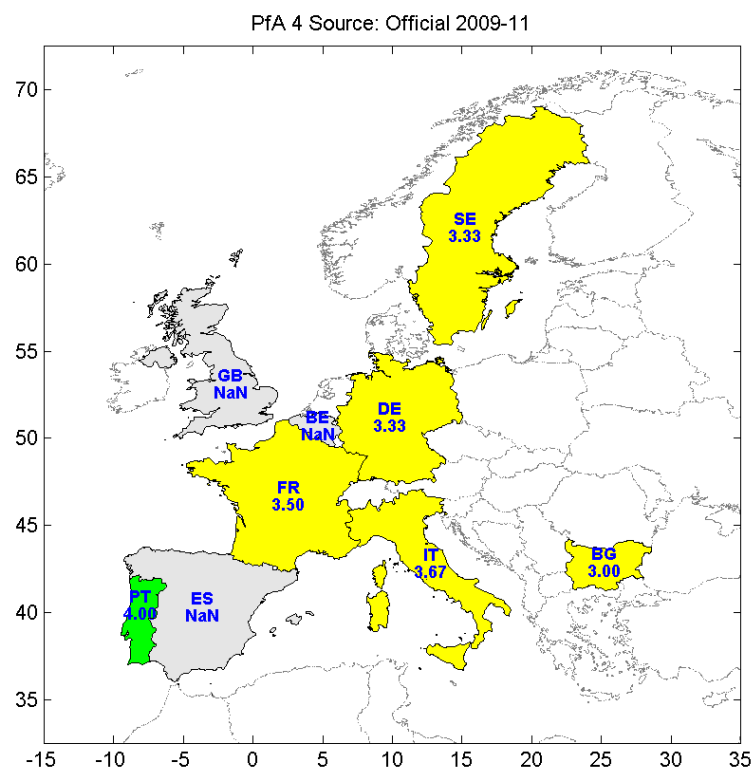 PfA 4 Source: Official 2009-11
70
65
60
55
50
45
40
35
SE
3.33
GB
NaN
BE
NaN
DE
3.33
FR
3.50
IT
3.67
BG
3.00
PT
4.00
ES
NaN
-15 -10 -5 0 5 10 15 20 25 30 35